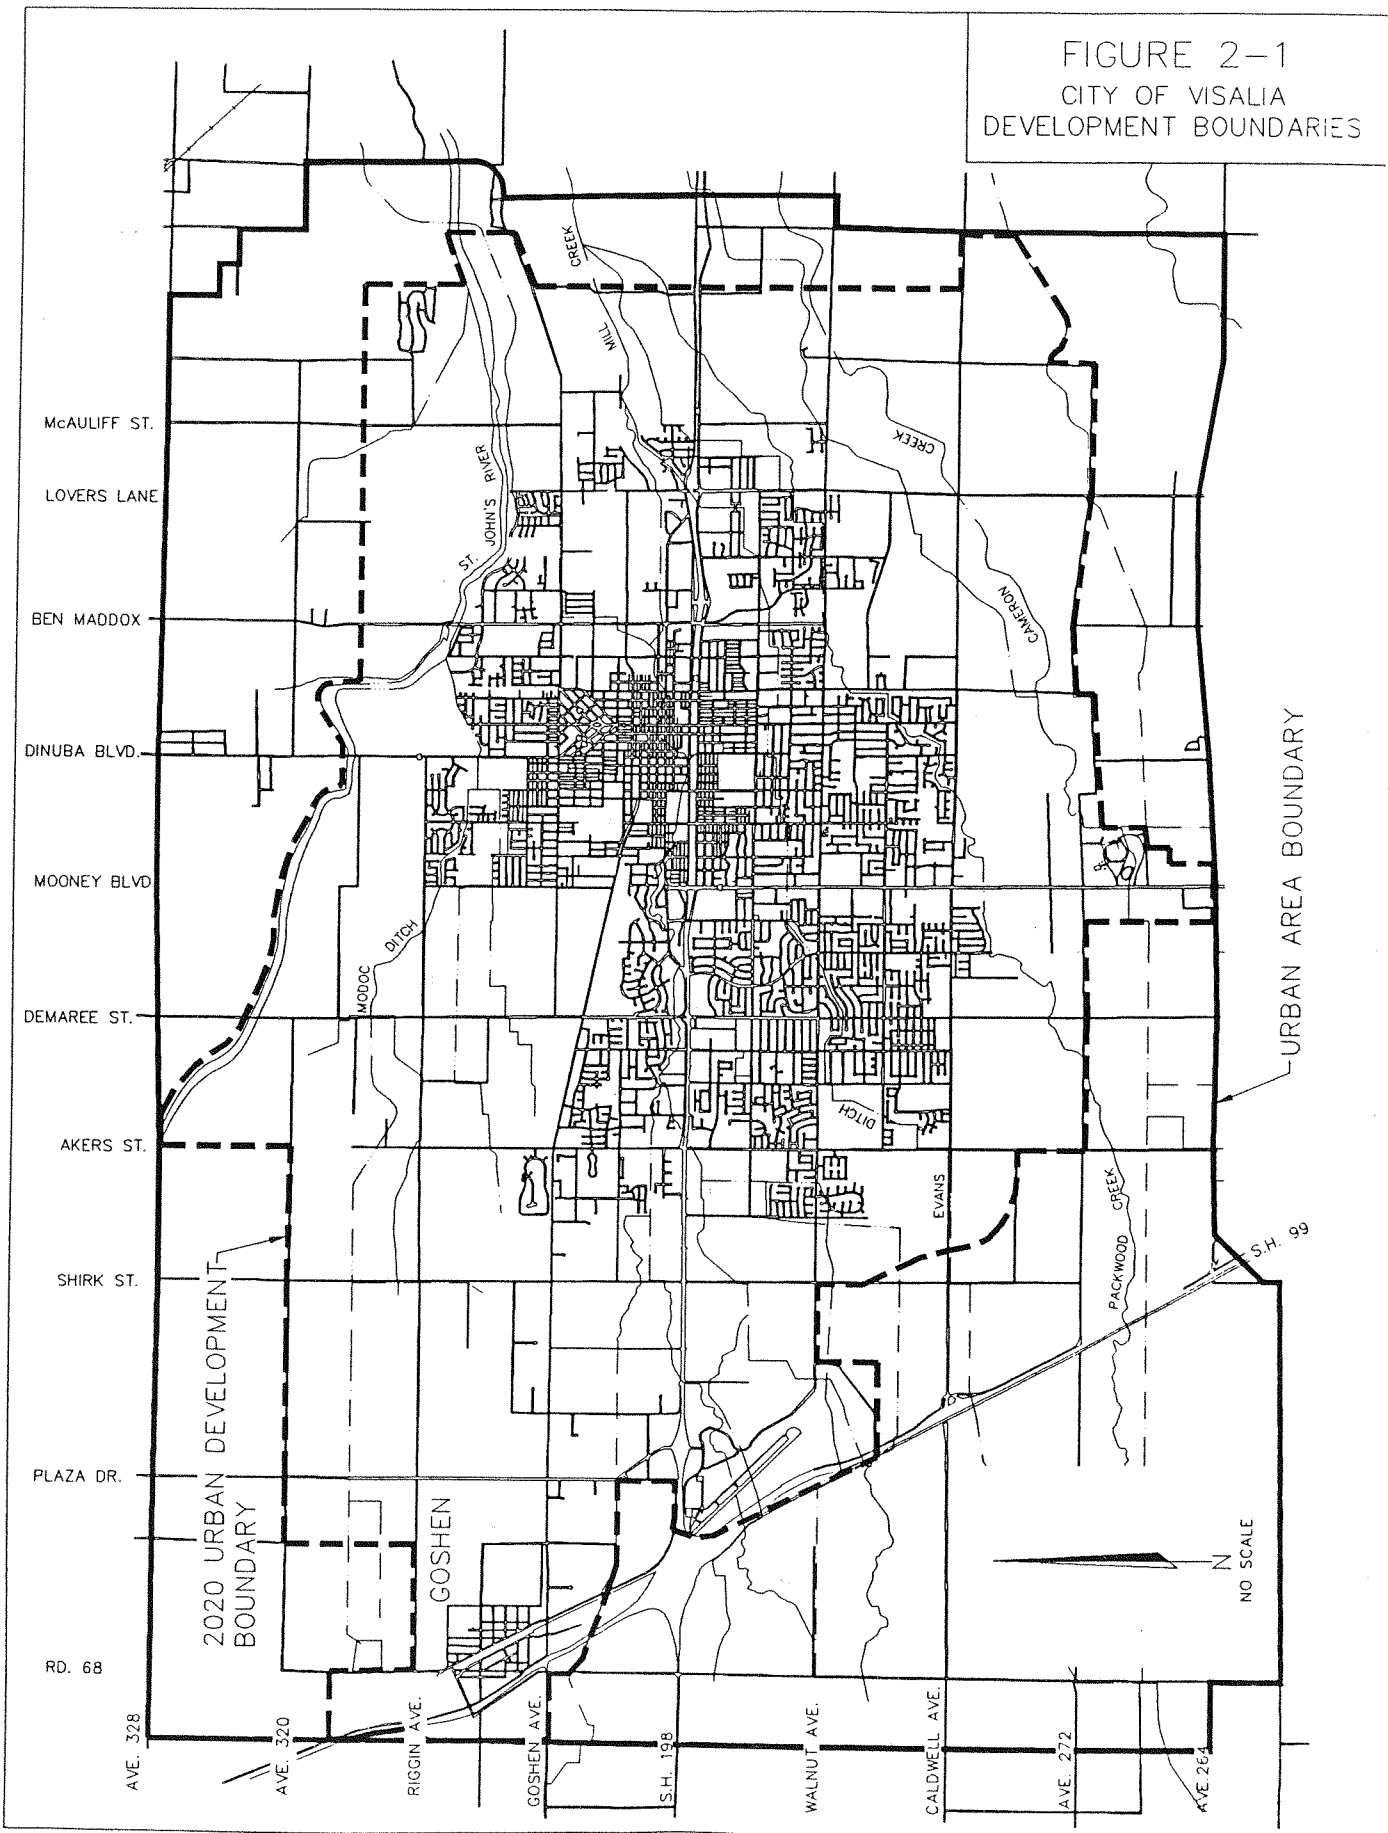 FIGURE 2-1
CITY OF VISALIA
DEVELOPMENT BOUNDARIES
CREEK
MILL
McAULIFF ST.
CREEK
LOVERS LANE
ST. JOHN'S RIVER
BEN MADDOX
CAMERON
DINUBA BLVD.
URBAN AREA BOUNDARY
MOONEY BLVD
DITCH
MODOC
DEMAREE ST.
DITCH
AKERS ST.
EVANS
PACKWOOD CREEK
S.H. 99
SHIRK ST.
2020 URBAN DEVELOPMENT
BOUNDARY
PLAZA DR.
GOSHEN
N
NO SCALE
RD. 68
AVE. 328
AVE. 320
RIGGIN AVE.
GOSHEN AVE.
S.H. 198
WALNUT AVE.
CALDWELL AVE.
AVE. 272
AVE. 264